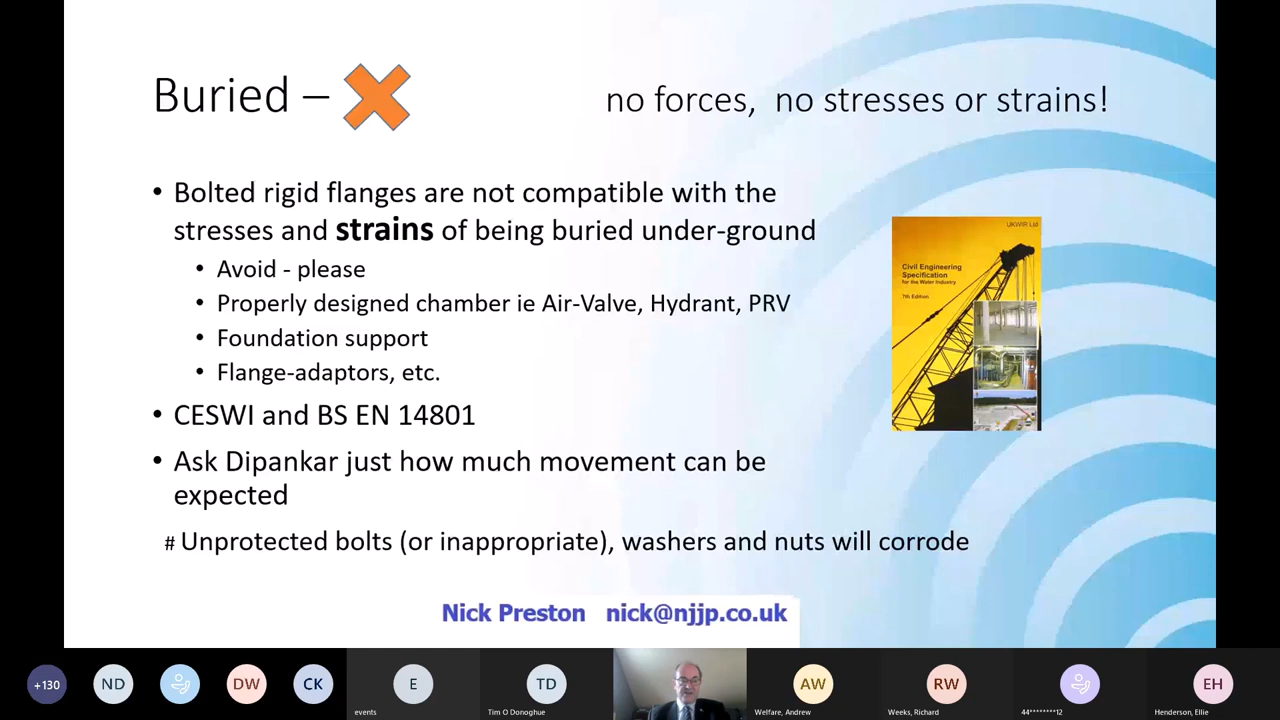 Buried –
no forces, no stresses or strains!
• Bolted rigid flanges are not compatible with the
stresses and strains of being buried under-ground
• Avoid - please
• Properly designed chamber ie Air-Valve, Hydrant, PRV
• Foundation support
• Flange-adaptors, etc.
• CESWI and BS EN 14801
• Ask Dipankar just how much movement can be
expected
# Unprotected bolts (or inappropriate), washers and nuts will corrode
UKWIR Ltd
Civil Engineering
Specification
for the Water Industry
7th Edition
Nick Preston nick@njjp.co.uk
+130
ND
DW
CK
E
events
TD
Tim O Donoghue
AW
Welfare, Andrew
RW
Weeks, Richard
44********12
EH
Henderson, Ellie